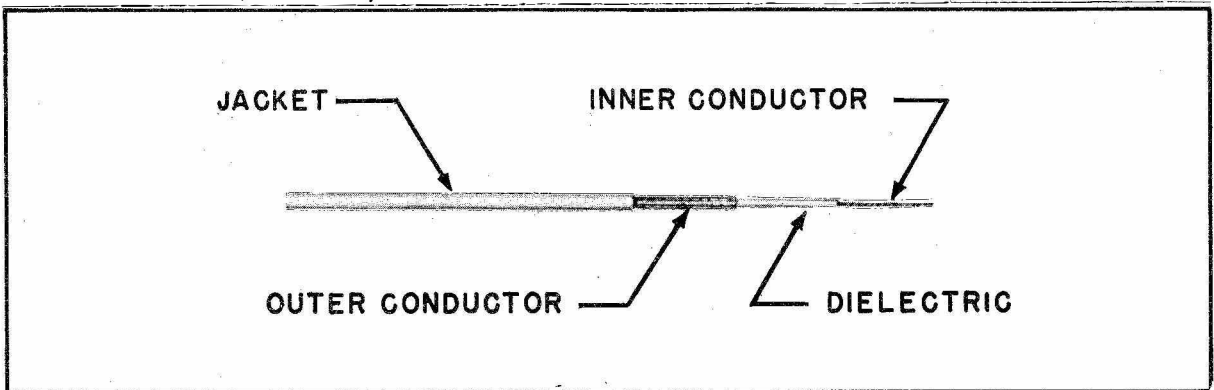 JACKET
INNER CONDUCTOR
OUTER CONDUCTOR
DIELECTRIC